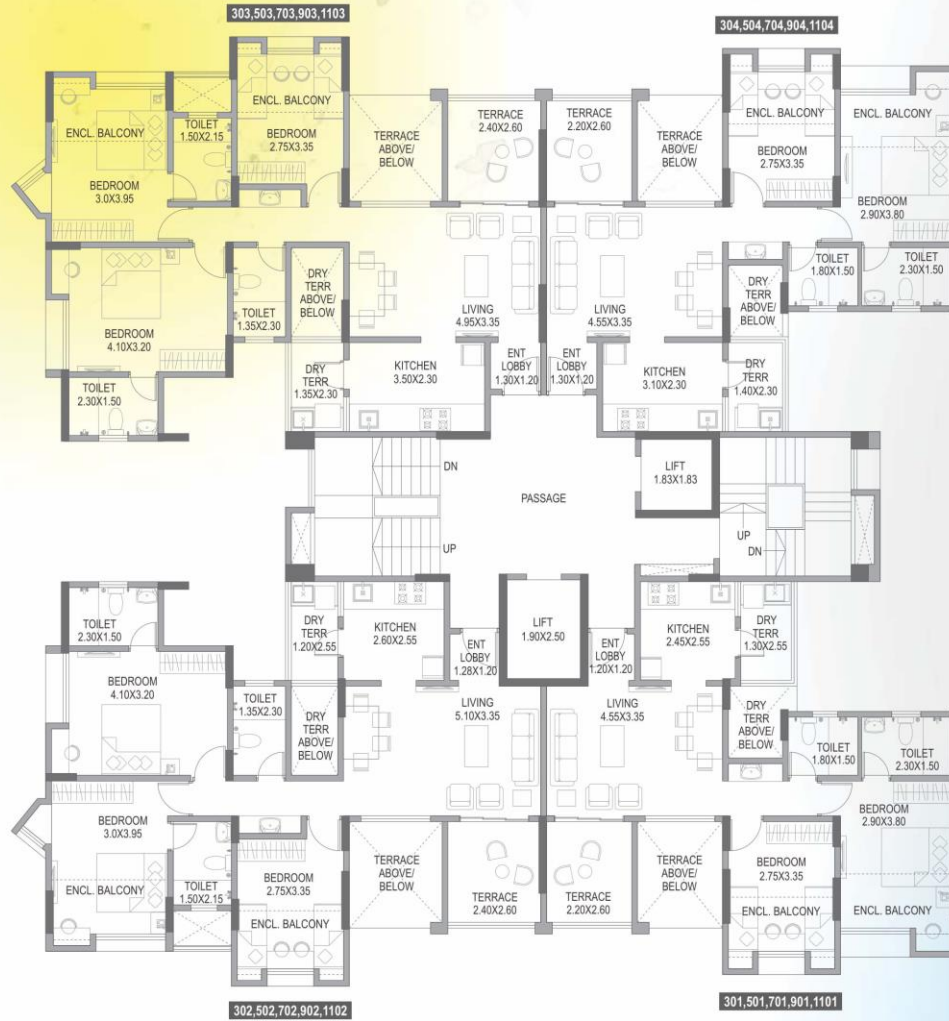 303,503,703,903,1103
304,504,704,904,1104
ENCL. BALCONY
BEDROOM
3.0X3.95
TOILET
1.50X2.15
ENCL. BALCONY
BEDROOM
2.75X3.35
TERRACE
ABOVE/
BELOW
TERRACE
2.40X2.60
TERRACE
2.20X2.60
TERRACE
ABOVE/
BELOW
ENCL. BALCONY
BEDROOM
2.75X3.35
ENCL. BALCONY
BEDROOM
2.90X3.80
BEDROOM
4.10X3.20
TOILET
1.35X2.30
DRY
TERR
ABOVE/
BELOW
LIVING
4.95X3.35
LIVING
4.55X3.35
DRY
TERR
ABOVE/
BELOW
TOILET
1.80X1.50
TOILET
2.30X1.50
TOILET
2.30X1.50
DRY
TERR
1.35X2.30
KITCHEN
3.50X2.30
ENT
LOBBY
1.30X1.20
ENT
LOBBY
1.30X1.20
KITCHEN
3.10X2.30
DRY
TERR
1.40X2.30
DN
UP
PASSAGE
LIFT
1.83X1.83
UP
DN
TOILET
2.30X1.50
DRY
TERR
1.20X2.55
KITCHEN
2.60X2.55
ENT
LOBBY
1.28X1.20
LIFT
1.90X2.50
ENT
LOBBY
1.20X1.20
KITCHEN
2.45X2.55
DRY
TERR
1.30X2.55
BEDROOM
4.10X3.20
TOILET
1.35X2.30
DRY
TERR
ABOVE/
BELOW
LIVING
5.10X3.35
LIVING
4.55X3.35
DRY
TERR
ABOVE/
BELOW
TOILET
1.80X1.50
TOILET
2.30X1.50
BEDROOM
3.0X3.95
ENCL. BALCONY
TOILET
1.50X2.15
BEDROOM
2.75X3.35
ENCL. BALCONY
TERRACE
ABOVE/
BELOW
TERRACE
2.40X2.60
TERRACE
2.20X2.60
TERRACE
ABOVE/
BELOW
BEDROOM
2.75X3.35
ENCL. BALCONY
BEDROOM
2.90X3.80
ENCL. BALCONY
302,502,702,902,1102
301,501,701,901,1101